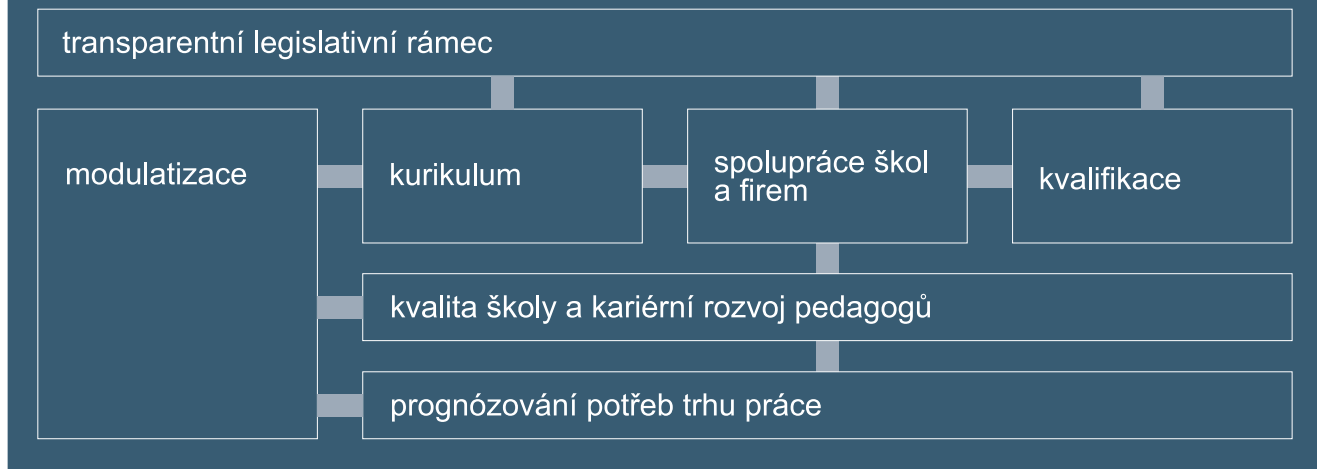 transparentní legislativní rámec
modulatizace
kurikulum
spolupráce škol
a firem
kvalifikace
kvalita školy a kariérní rozvoj pedagogů
prognózování potřeb trhu práce